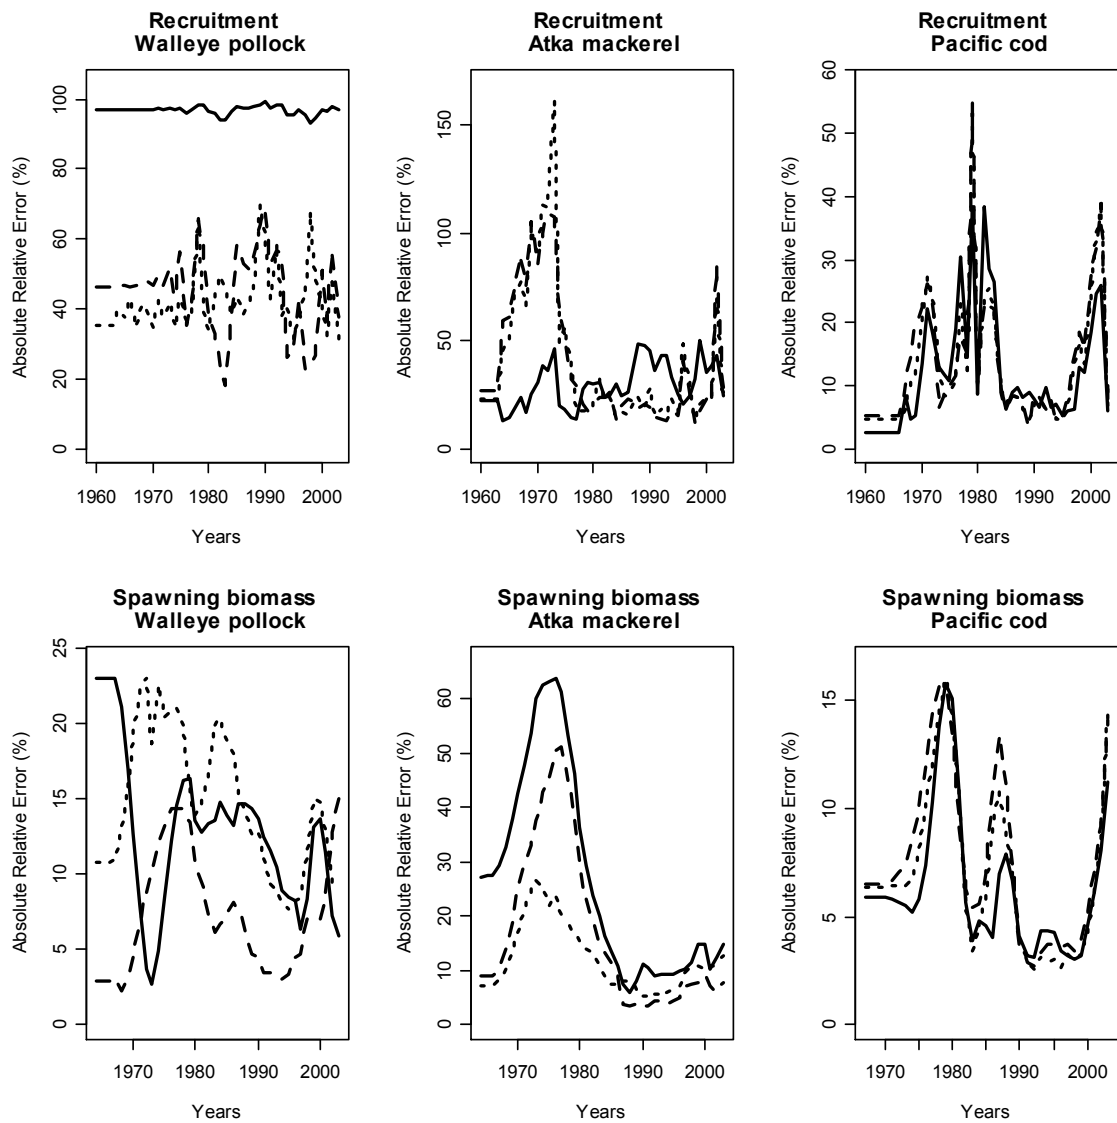 Recruitment
Walleye pollock
Absolute Relative Error (%)
0 20 40 60 80 100
1960 1970 1980 1990 2000
Years
Recruitment
Atka mackerel
Absolute Relative Error (%)
0 50 100 150
1960 1970 1980 1990 2000
Years
Recruitment
Pacific cod
Absolute Relative Error (%)
0 10 20 30 40 50 60
1960 1970 1980 1990 2000
Years
Spawning biomass
Walleye pollock
Absolute Relative Error (%)
0 5 10 15 20 25
1970 1980 1990 2000
Years
Spawning biomass
Atka mackerel
Absolute Relative Error (%)
0 10 20 30 40 50 60
1970 1980 1990 2000
Years
Spawning biomass
Pacific cod
Absolute Relative Error (%)
0 5 10 15
1970 1980 1990 2000
Years